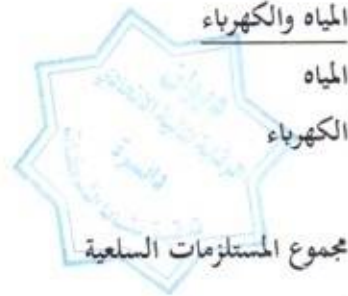 المياه والكهرباء
المياه
الكهرباء
مجموع المستلزمات السلعية